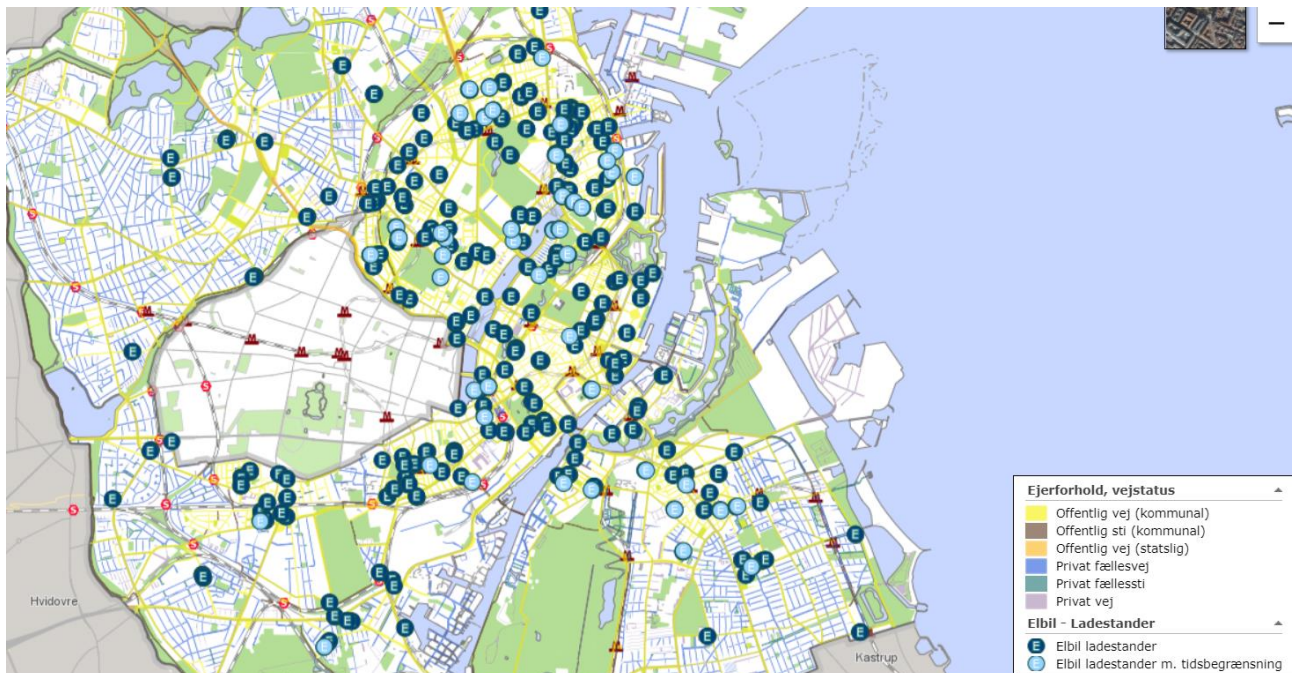 Ejerforhold, vejstatus
Offentlig vej (kommunal)
Offentlig sti (kommunal)
Offentlig vej (statslig)
Privat fællesvej
Privat fællessti
Privat vej
Elbil - Ladestander
E Elbil ladestander
E Elbil ladestander m. tidsbegrænsning
Hvidovre
Kastrup